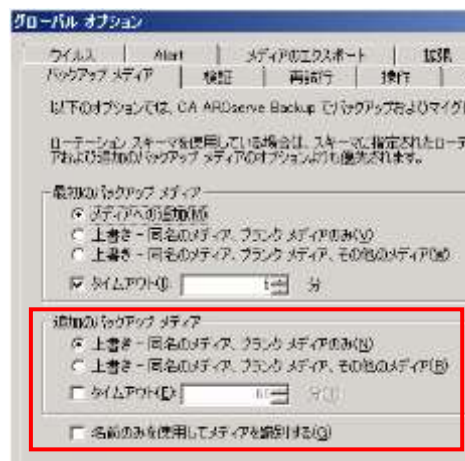 グローバル オプション
ウイルス Alert メディアのエクスポート 拡張
バックアップ メディア 検証 再試行 操作
以下のオプションでは、CA ARCserve Backup でバックアップおよびマイグ
ローテーション スキーマを使用している場合は、スキーマに指定されたローテ
アおよび追加のバックアップ メディアのオプションよりも優先されます。
最初のバックアップ メディア
メディアへの追加(M)
上書き - 同名のメディア、ブランク メディアのみ(V)
上書き - 同名のメディア、ブランク メディア、その他のメディア(W)
タイムアウト(I): 5 分
追加のバックアップ メディア
上書き - 同名のメディア、ブランク メディアのみ(N)
上書き - 同名のメディア、ブランク メディア、その他のメディア(R)
タイムアウト(E): 分(T)
名前のみを使用してメディアを識別する(G)